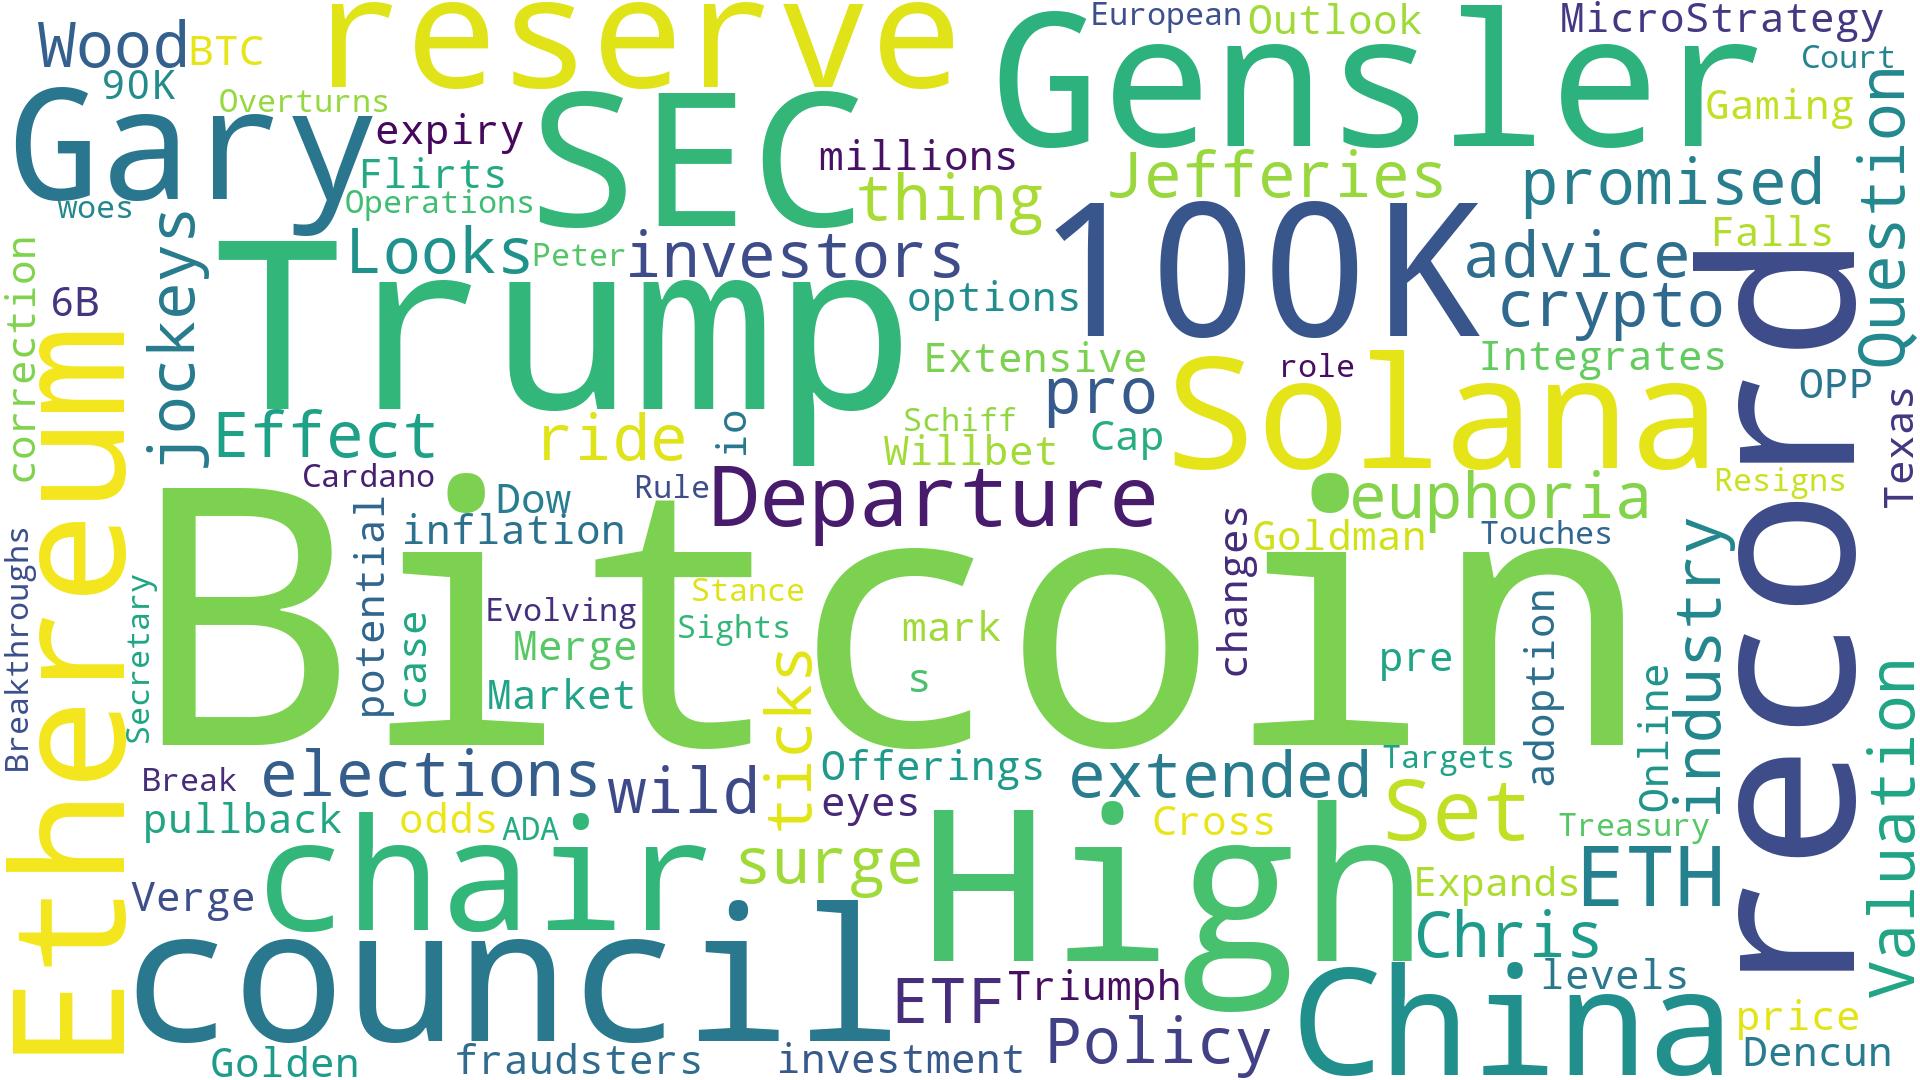 European
Outlook
MicroStrategy
Wood
BTC
reserve
Gensler
Court
90K
Overturns
Gary
expiry
SEC
millions
Gaming
Question
Flirts
Jefferies
thing
promised
woes
Operations
100K
jockeys
Trump
Looks
Peter
investors
advice
Falls
correction
6B
options
crypto
record
Ethereum
Extensive
role
Integrates
pro
Solana
OPP
Texas
Effect
ride
io
Schiff
Willbet
Cap
Cardano
Rule
Departure
euphoria
Resigns
Dow
potential
inflation
changes
Goldman
Touches
Breakthroughs
Bitcoin
Secretary
case
Evolving
Stance
Merge
Sights
mark
industry
adoption
pre
s
Market
ticks
Online
Valuation
Break
elections
wild
Offerings
extended
Targets
eyes
Set
pullback
odds
ADA
Cross
Treasury
chair
surge
High
Verge
Expands
ETH
council
Chris
ETF
Triumph
China
levels
Policy
price
Golden
fraudsters
investment
Dencun